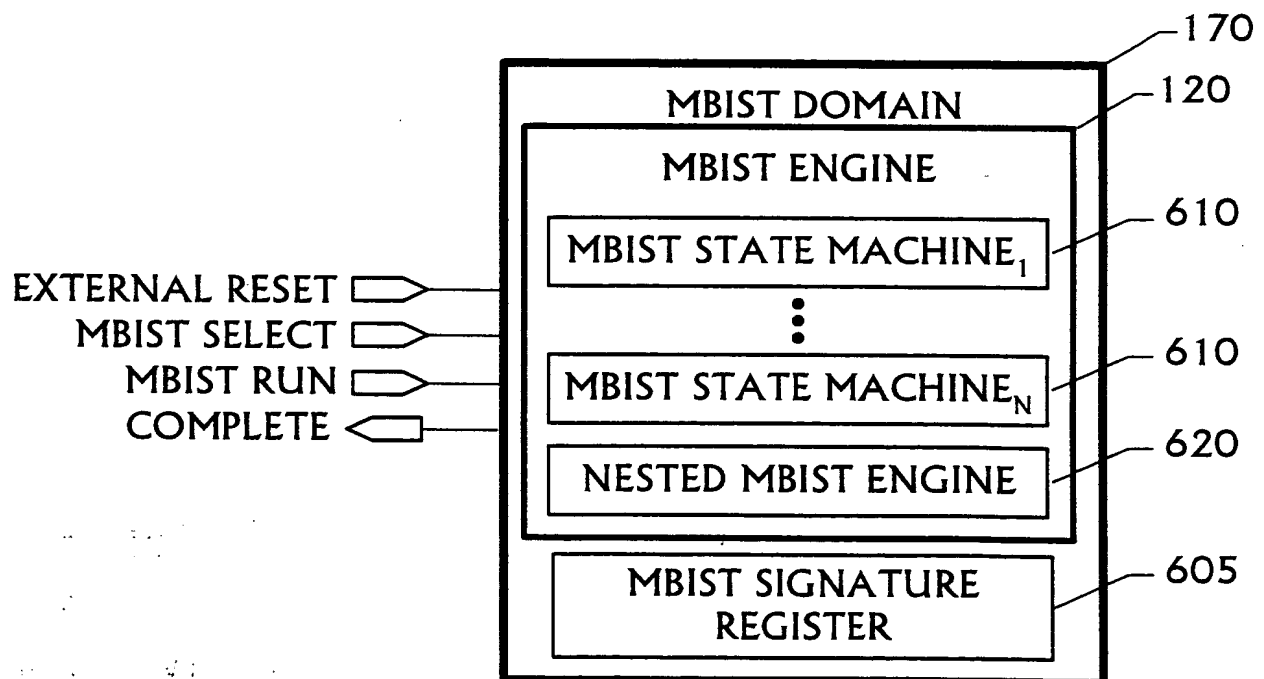 170
MBIST DOMAIN
120
MBIST ENGINE
610
MBIST STATE MACHINE1
EXTERNAL RESET
MBIST SELECT
MBIST RUN
610
MBIST STATE MACHINEN
COMPLETE
620
NESTED MBIST ENGINE
605
MBIST SIGNATURE
REGISTER